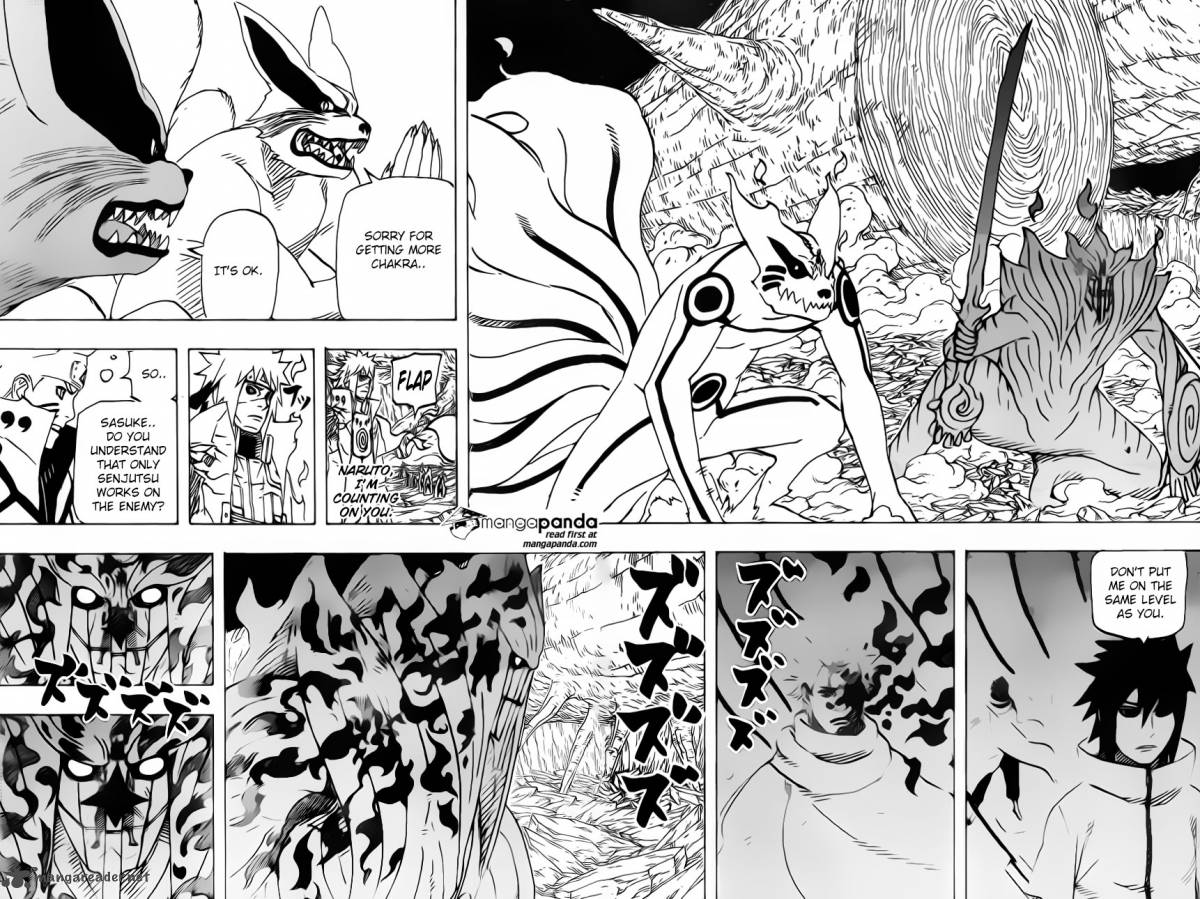 SORRY FOR
GETTING MORE
CHAKRA..
IT'S OK.
FLAP
NARUTO,
I'M
COUNTING
ON YOU.
SO..
SASUKE..
DO YOU
UNDERSTAND
THAT ONLY
SENJUTSU
WORKS ON
THE ENEMY?
mangapanda
read first at
mangapanda.com
DON'T PUT
ME ON THE
SAME LEVEL
AS YOU.
ズズズ
ズズズ
ズズズズ
mangareader.net